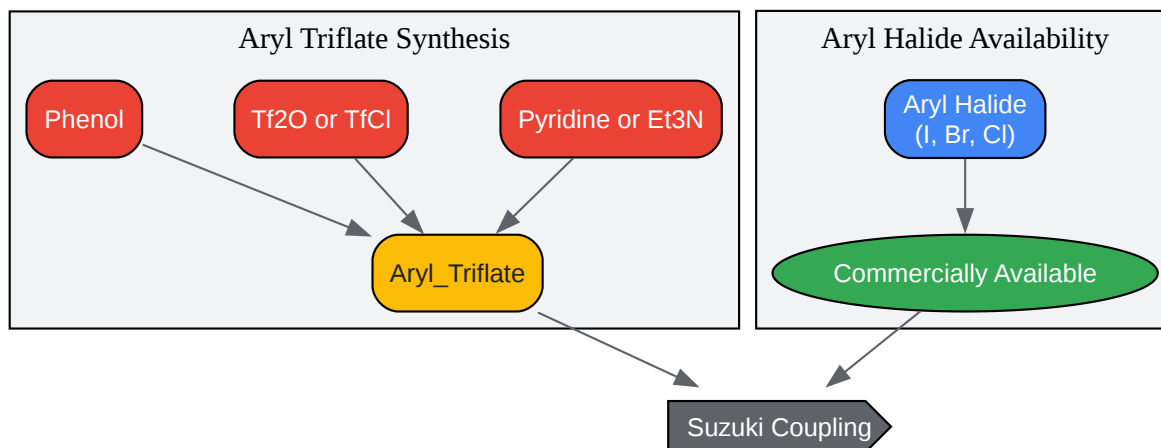 Aryl Triflate Synthesis
Aryl Halide Availability
Phenol
Tf2O or TfCl
Pyridine or Et3N
Aryl Halide
(I, Br, Cl)
Aryl_Triflate
Commercially Available
Suzuki Coupling